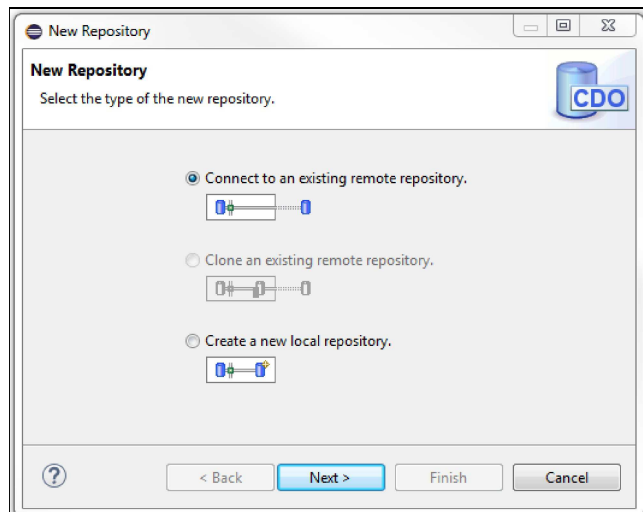 New Repository
New Repository
Select the type of the new repository.
CDO
Connect to an existing remote repository.
Clone an existing remote repository.
Create a new local repository.
?
< Back
Next >
Finish
Cancel